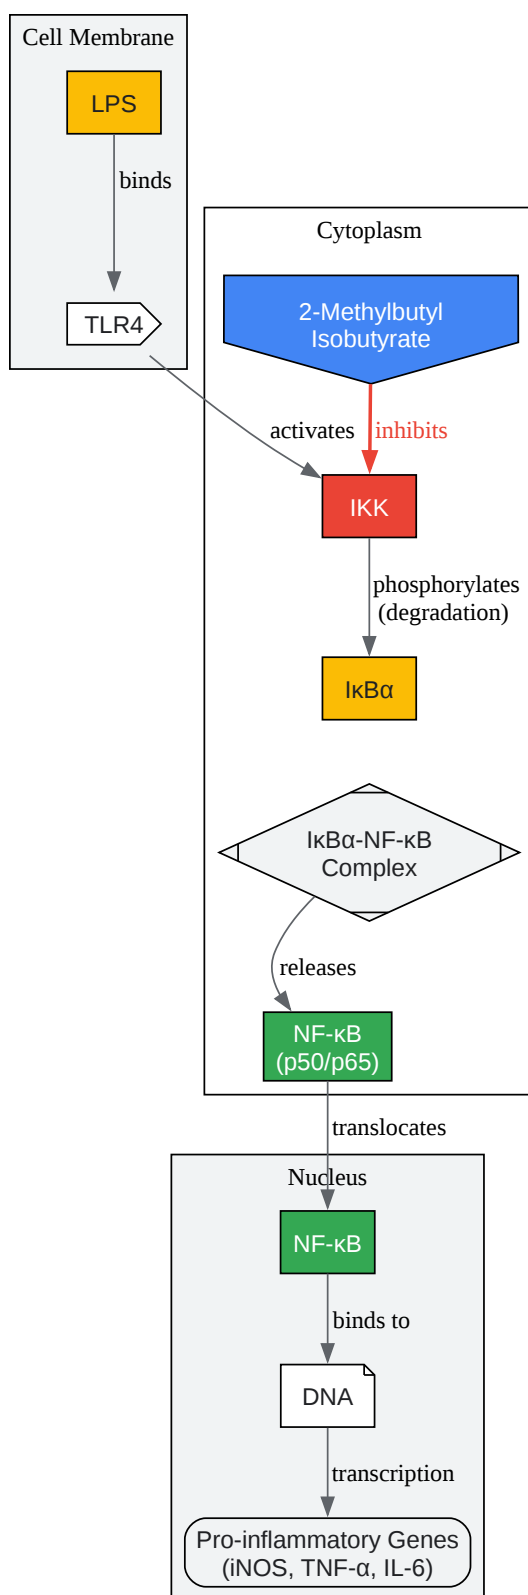 Cell Membrane
LPS
binds
TLR4
Cytoplasm
2-Methylbutyl
Isobutyrate
activates
inhibits
IKK
phosphorylates
(degradation)
IκBα
IκBα-NF-κB
Complex
releases
NF-κB
(p50/p65)
translocates
Nucleus
NF-κB
binds to
DNA
transcription
Pro-inflammatory Genes
(iNOS, TNF-α, IL-6)